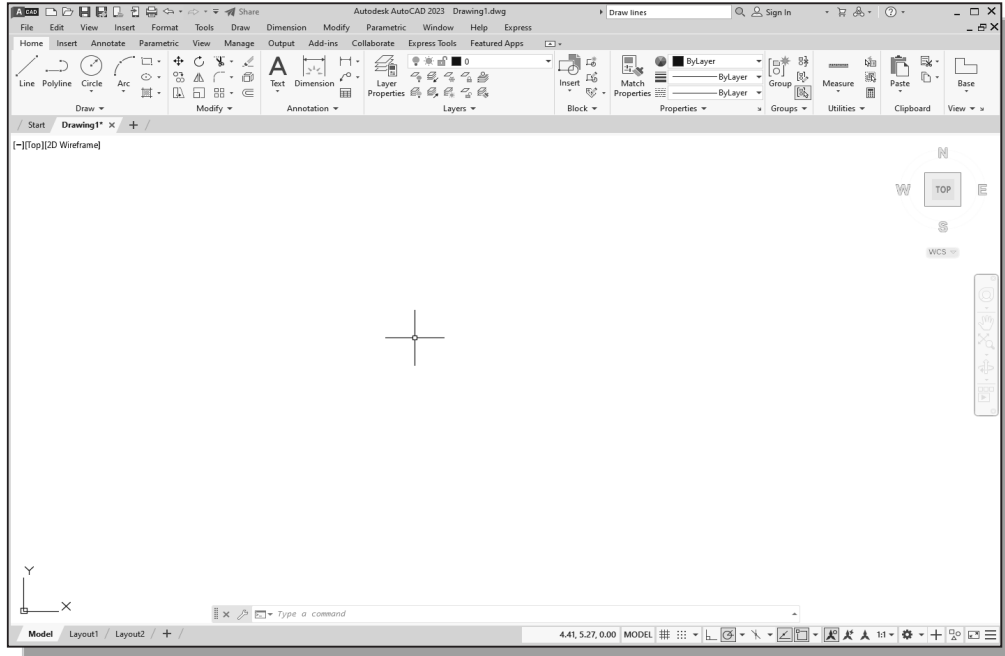 A CAD Share Autodesk AutoCAD 2023 Drawing1.dwg Draw lines Sign In
File Edit View Insert Format Tools Draw Dimension Modify Parametric Window Help Express
Home Insert Annotate Parametric View Manage Output Add-ins Collaborate Express Tools Featured Apps
0 ByLayer
ByLayer
ByLayer
Line Polyline Circle Arc Text Dimension Layer Properties Insert Match Properties Group Measure Paste Base
Draw Modify Annotation Layers Block Properties Groups Utilities Clipboard View
Start Drawing1* × +
[−][Top][2D Wireframe]
N
W TOP E
S
WCS
Y
X
Type a command
Model Layout1 Layout2 + 4.41, 5.27, 0.00 MODEL 1:1